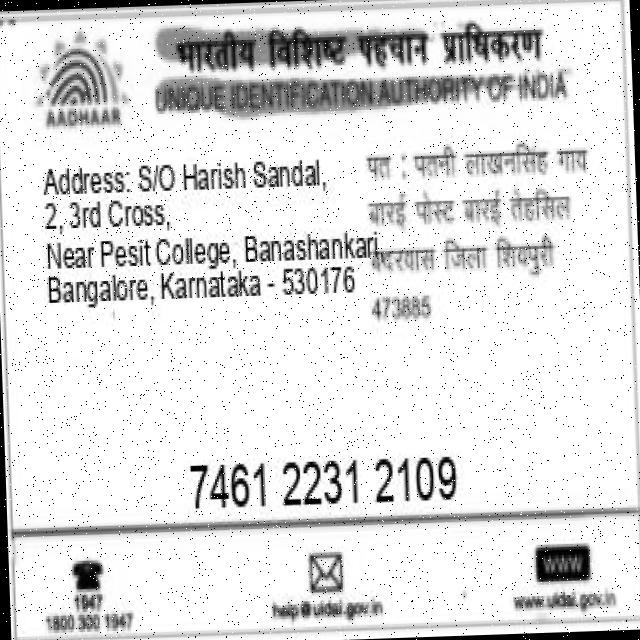 भारतीय विशिष्ट पहचान प्राधिकरण
UNIQUE IDENTIFICATION AUTHORITY OF INDIA
AADHAAR
Address: S/O Harish Sandal,
2, 3rd Cross,
Near Pesit College, Banashankari
Bangalore, Karnataka - 530176
पता : पतनी लाखनसिंह गाय
बारई पोस्ट बारई तेहसिल
जिला शिवपुरी
473885
7461 2231 2109
1947
1800 300 1947
help@uidai.gov.in
www
www.uidai.gov.in